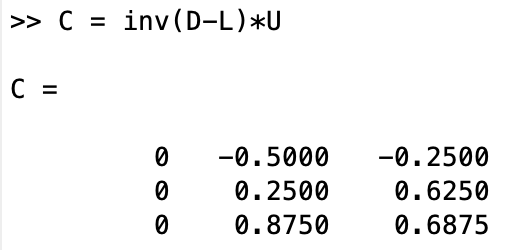 >> C = inv(D-L)*U
C =
0 -0.5000 -0.2500
0 0.2500 0.6250
0 0.8750 0.6875